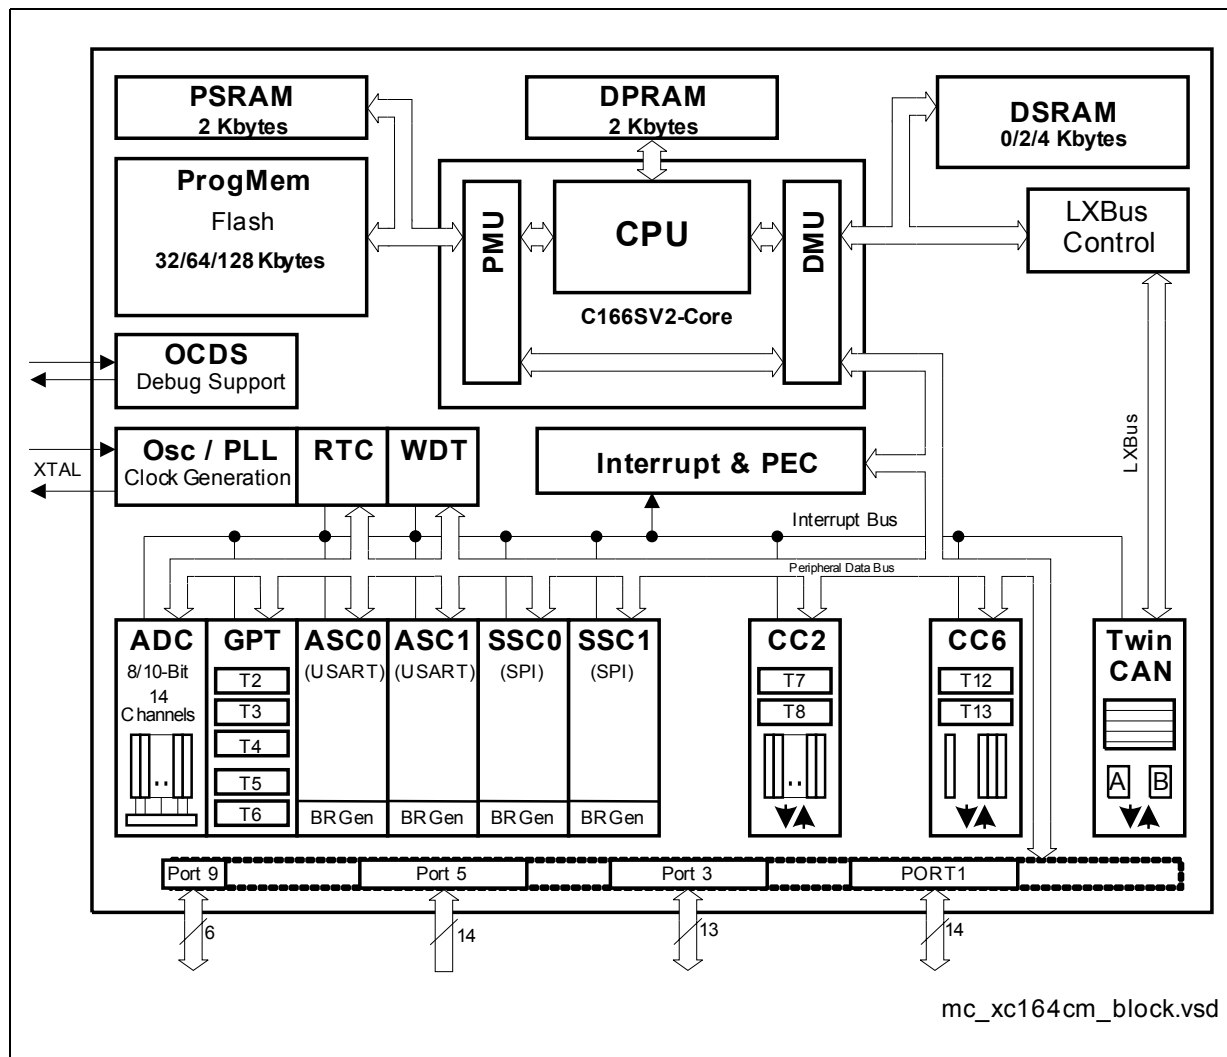 PSRAM
2 Kbytes
DPRAM
2 Kbytes
DSRAM
0/2/4 Kbytes
ProgMem
Flash
32/64/128 Kbytes
PMU
CPU
DMU
C166SV2-Core
LXBus
Control
OCDS
Debug Support
Osc / PLL
Clock Generation
RTC
WDT
XTAL
Interrupt & PEC
LXBus
Interrupt Bus
Peripheral Data Bus
ADC
8/10-Bit
14
Channels
GPT
T2
T3
T4
T5
T6
ASC0
(USART)
BRGen
ASC1
(USART)
BRGen
SSC0
(SPI)
BRGen
SSC1
(SPI)
BRGen
CC2
T7
T8
CC6
T12
T13
Twin
CAN
A
B
Port 9
Port 5
Port 3
PORT1
6
14
13
14
mc_xc164cm_block.vsd